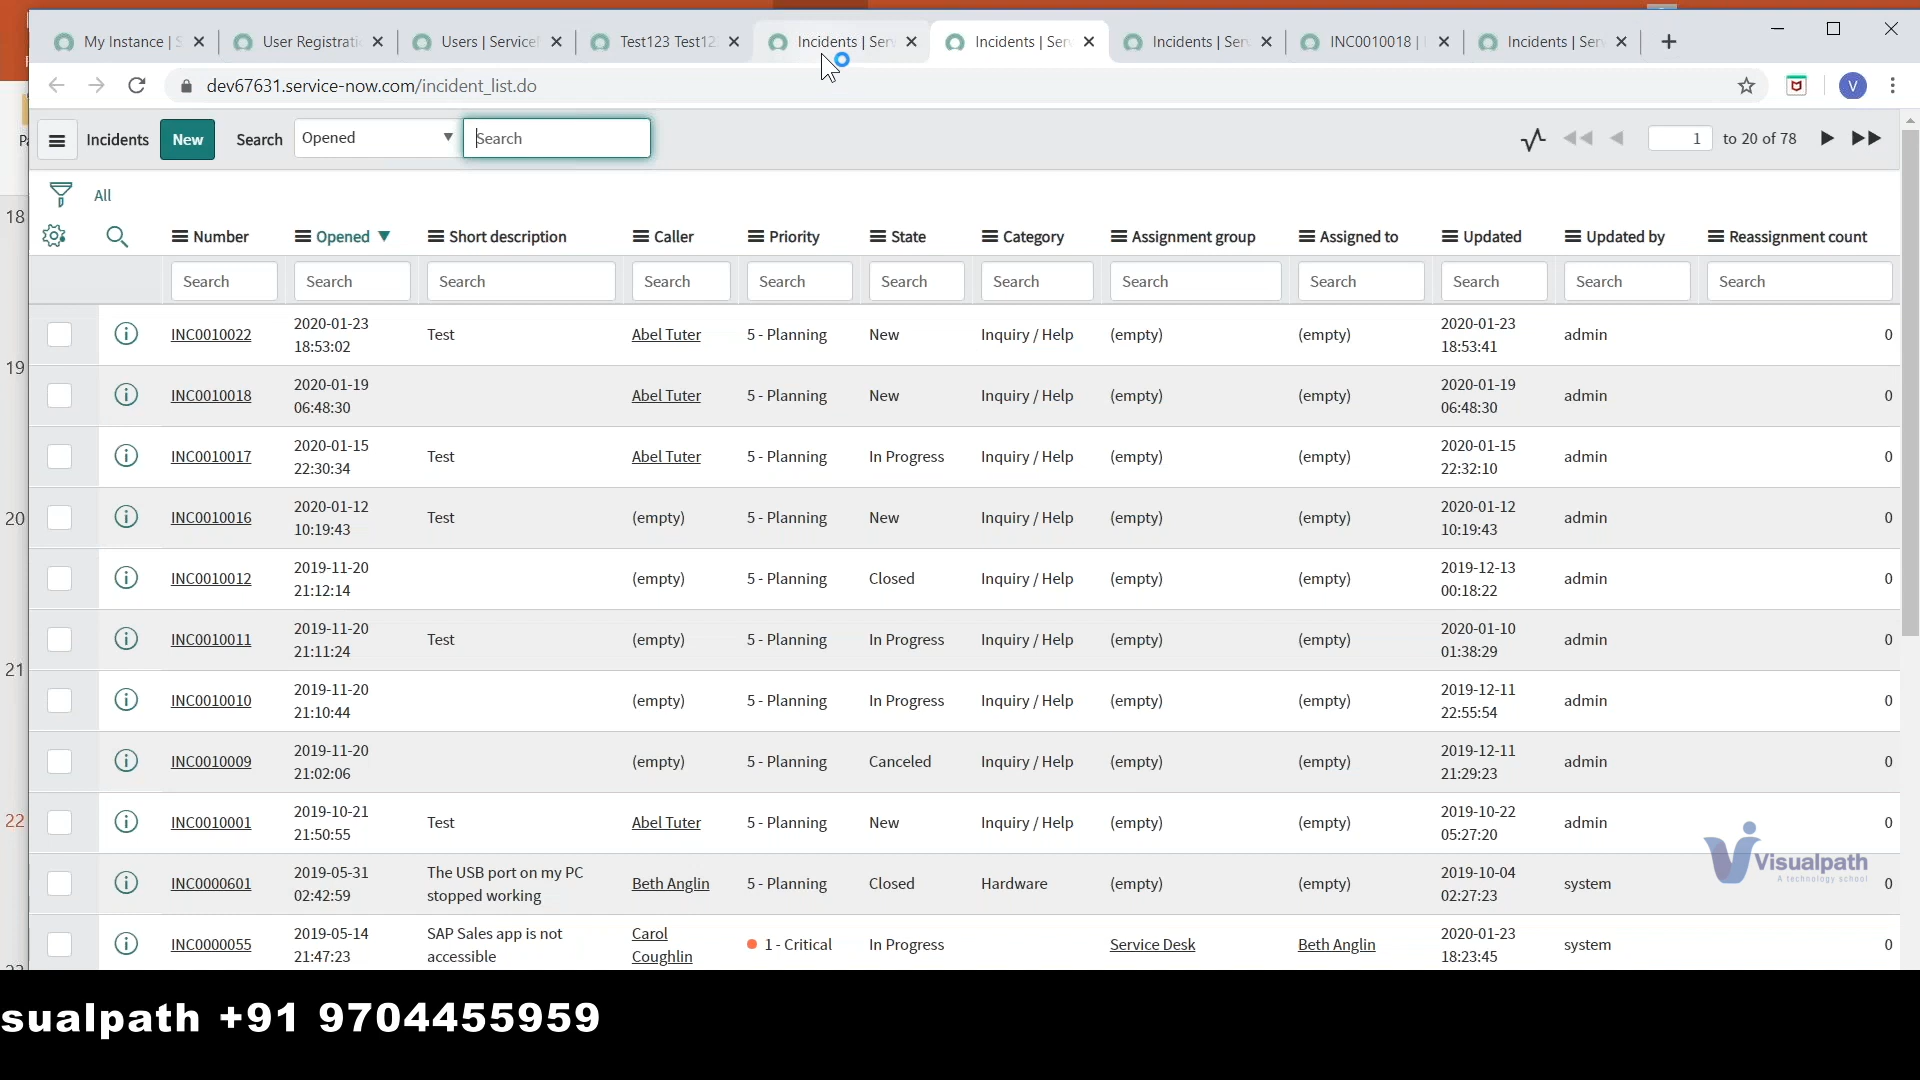 My Instance | S
User Registrati
Users | Service
Test123 Test12
Incidents | Serv
Incidents | Serv
Incidents | Serv
INC0010018 |
Incidents | Serv
dev67631.service-now.com/incident_list.do
V
Incidents New Search Opened Search 1 to 20 of 78
All
Number Opened Short description Caller Priority State Category Assignment group Assigned to Updated Updated by Reassignment count
Search Search Search Search Search Search Search Search Search Search Search Search
INC0010022 2020-01-23 18:53:02 Test Abel Tuter 5 - Planning New Inquiry / Help (empty) (empty) 2020-01-23 18:53:41 admin 0
INC0010018 2020-01-19 06:48:30 Abel Tuter 5 - Planning New Inquiry / Help (empty) (empty) 2020-01-19 06:48:30 admin 0
INC0010017 2020-01-15 22:30:34 Test Abel Tuter 5 - Planning In Progress Inquiry / Help (empty) (empty) 2020-01-15 22:32:10 admin 0
INC0010016 2020-01-12 10:19:43 Test (empty) 5 - Planning New Inquiry / Help (empty) (empty) 2020-01-12 10:19:43 admin 0
INC0010012 2019-11-20 21:12:14 (empty) 5 - Planning Closed Inquiry / Help (empty) (empty) 2019-12-13 00:18:22 admin 0
INC0010011 2019-11-20 21:11:24 Test (empty) 5 - Planning In Progress Inquiry / Help (empty) (empty) 2020-01-10 01:38:29 admin 0
INC0010010 2019-11-20 21:10:44 (empty) 5 - Planning In Progress Inquiry / Help (empty) (empty) 2019-12-11 22:55:54 admin 0
INC0010009 2019-11-20 21:02:06 (empty) 5 - Planning Canceled Inquiry / Help (empty) (empty) 2019-12-11 21:29:23 admin 0
INC0010001 2019-10-21 21:50:55 Test Abel Tuter 5 - Planning New Inquiry / Help (empty) (empty) 2019-10-22 05:27:20 admin 0
INC0000601 2019-05-31 02:42:59 The USB port on my PC stopped working Beth Anglin 5 - Planning Closed Hardware (empty) (empty) 2019-10-04 02:27:23 system 0
INC0000055 2019-05-14 21:47:23 SAP Sales app is not accessible Carol Coughlin 1 - Critical In Progress Service Desk Beth Anglin 2020-01-23 18:23:45 system 0
18
19
20
21
22
Visualpath
A technology school
sualpath +91 9704455959